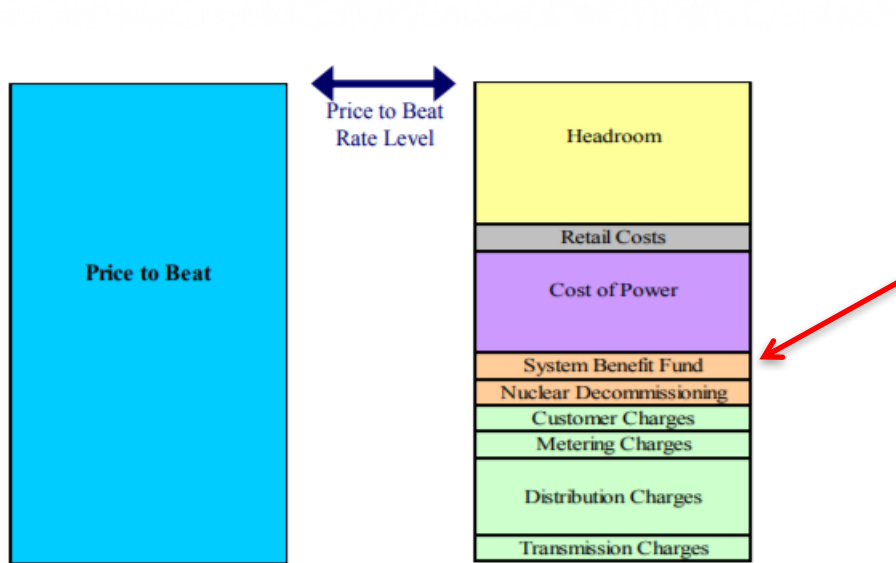 Price to Beat
Rate Level
Price to Beat
Headroom
Retail Costs
Cost of Power
System Benefit Fund
Nuclear Decommissioning
Customer Charges
Metering Charges
Distribution Charges
Transmission Charges